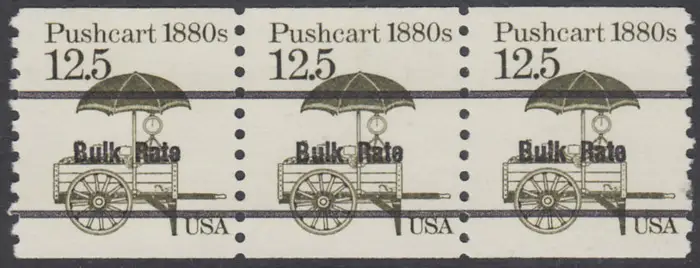 Pushcart 1880s Pushcart 1880s Pushcart 1880s
12.5 12.5 12.5
Bulk Rate Bulk Rate Bulk Rate
USA USA USA